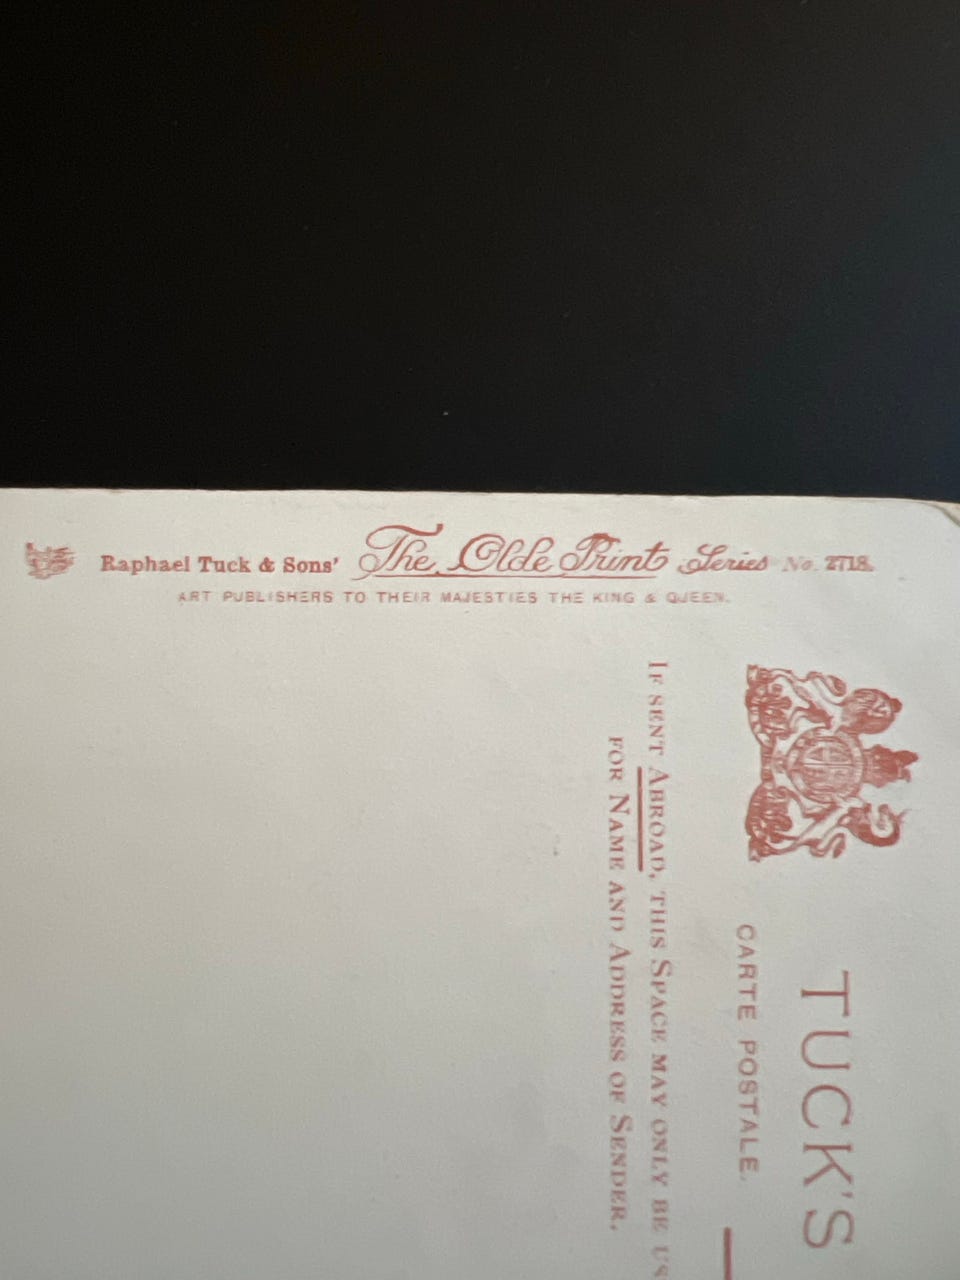 Raphael Tuck & Sons' The Olde Print Series No. 2718.
ART PUBLISHERS TO THEIR MAJESTIES THE KING & QUEEN.
TUCK'S
CARTE POSTALE.
IF SENT ABROAD, THIS SPACE MAY ONLY BE US
FOR NAME AND ADDRESS OF SENDER.